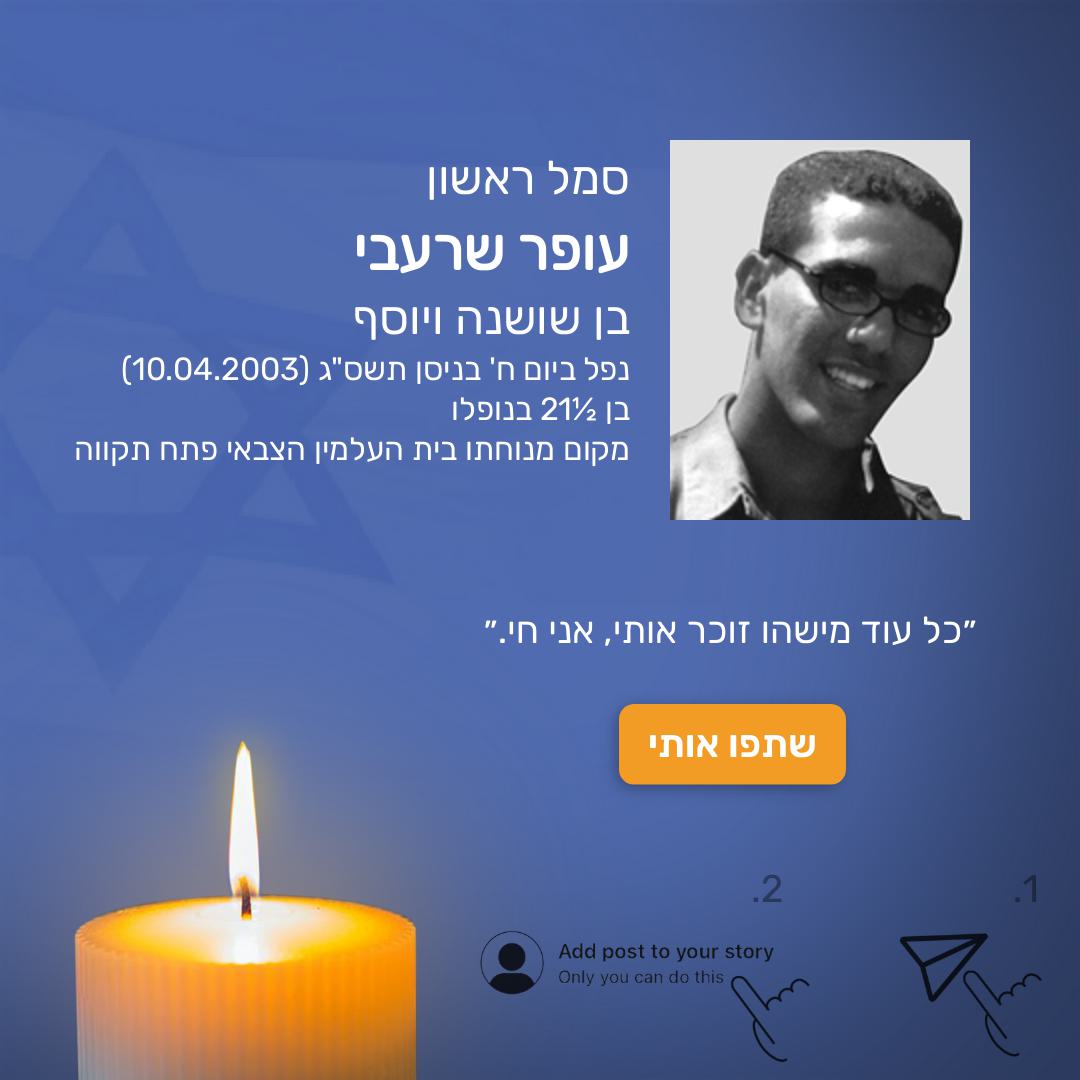 סמל ראשון
עופר שרעבי
בן שושנה ויוסף
נפל ביום ח' בניסן תשס"ג (10.04.2003)
בן 21½ בנופלו
מקום מנוחתו בית העלמין הצבאי פתח תקווה
״כל עוד מישהו זוכר אותי, אני חי.״
שתפו אותי
.1
.2
Add post to your story
Only you can do this